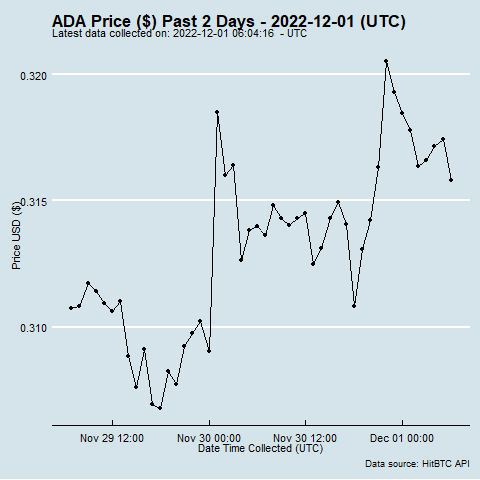 ADA Price ($) Past 2 Days - 2022-12-01 (UTC)
Latest data collected on: 2022-12-01 06:04:16 - UTC
0.320
0.315
0.310
Price USD ($)
Nov 29 12:00
Nov 30 00:00
Nov 30 12:00
Dec 01 00:00
Date Time Collected (UTC)
Data source: HitBTC API